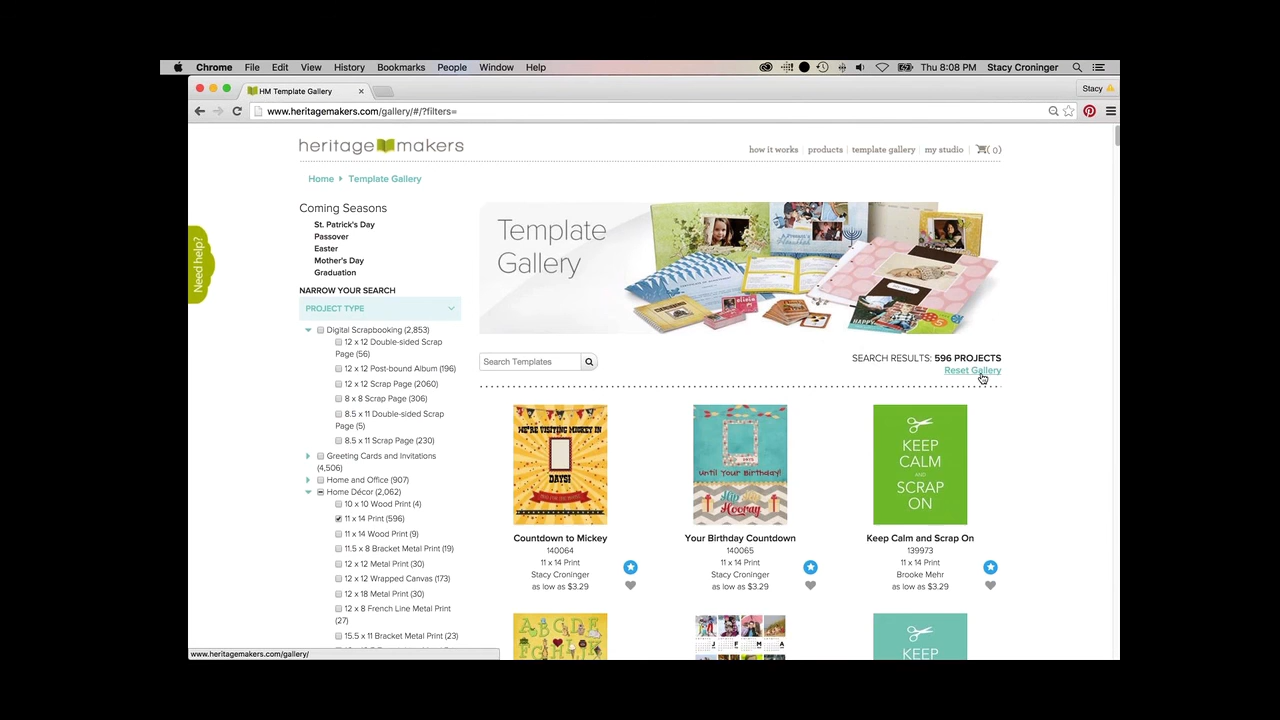 Chrome File Edit View History Bookmarks People Window Help Thu 8:08 PM Stacy Croninger
HM Template Gallery
Stacy
www.heritagemakers.com/gallery/#/?filters=
heritage makers
how it works products template gallery my studio (0)
Home Template Gallery
Need help?
Coming Seasons
St. Patrick's Day
Passover
Easter
Mother's Day
Graduation
NARROW YOUR SEARCH
PROJECT TYPE
Digital Scrapbooking (2,853)
12 x 12 Double-sided Scrap
Page (56)
12 x 12 Post-bound Album (196)
12 x 12 Scrap Page (2060)
8 x 8 Scrap Page (306)
8.5 x 11 Double-sided Scrap
Page (5)
8.5 x 11 Scrap Page (230)
Greeting Cards and Invitations
(4,506)
Home and Office (907)
Home Décor (2,062)
10 x 10 Wood Print (4)
11 x 14 Print (596)
11 x 14 Wood Print (9)
11.5 x 8 Bracket Metal Print (19)
12 x 12 Metal Print (30)
12 x 12 Wrapped Canvas (173)
12 x 18 Metal Print (30)
12 x 8 French Line Metal Print
(27)
15.5 x 11 Bracket Metal Print (23)
Template
Gallery
Search Templates
SEARCH RESULTS: 596 PROJECTS
Reset Gallery
WE'RE VISITING MICKEY IN
DAYS!
Until Your Birthday!
Hip Hip
Hooray
KEEP
CALM
AND
SCRAP
ON
Countdown to Mickey
140064
11 x 14 Print
Stacy Croninger
as low as $3.29
Your Birthday Countdown
140065
11 x 14 Print
Stacy Croninger
as low as $3.29
Keep Calm and Scrap On
139973
11 x 14 Print
Brooke Mehr
as low as $3.29
A B C D E F
G H I J K L
J F M A
KEEP
www.heritagemakers.com/gallery/